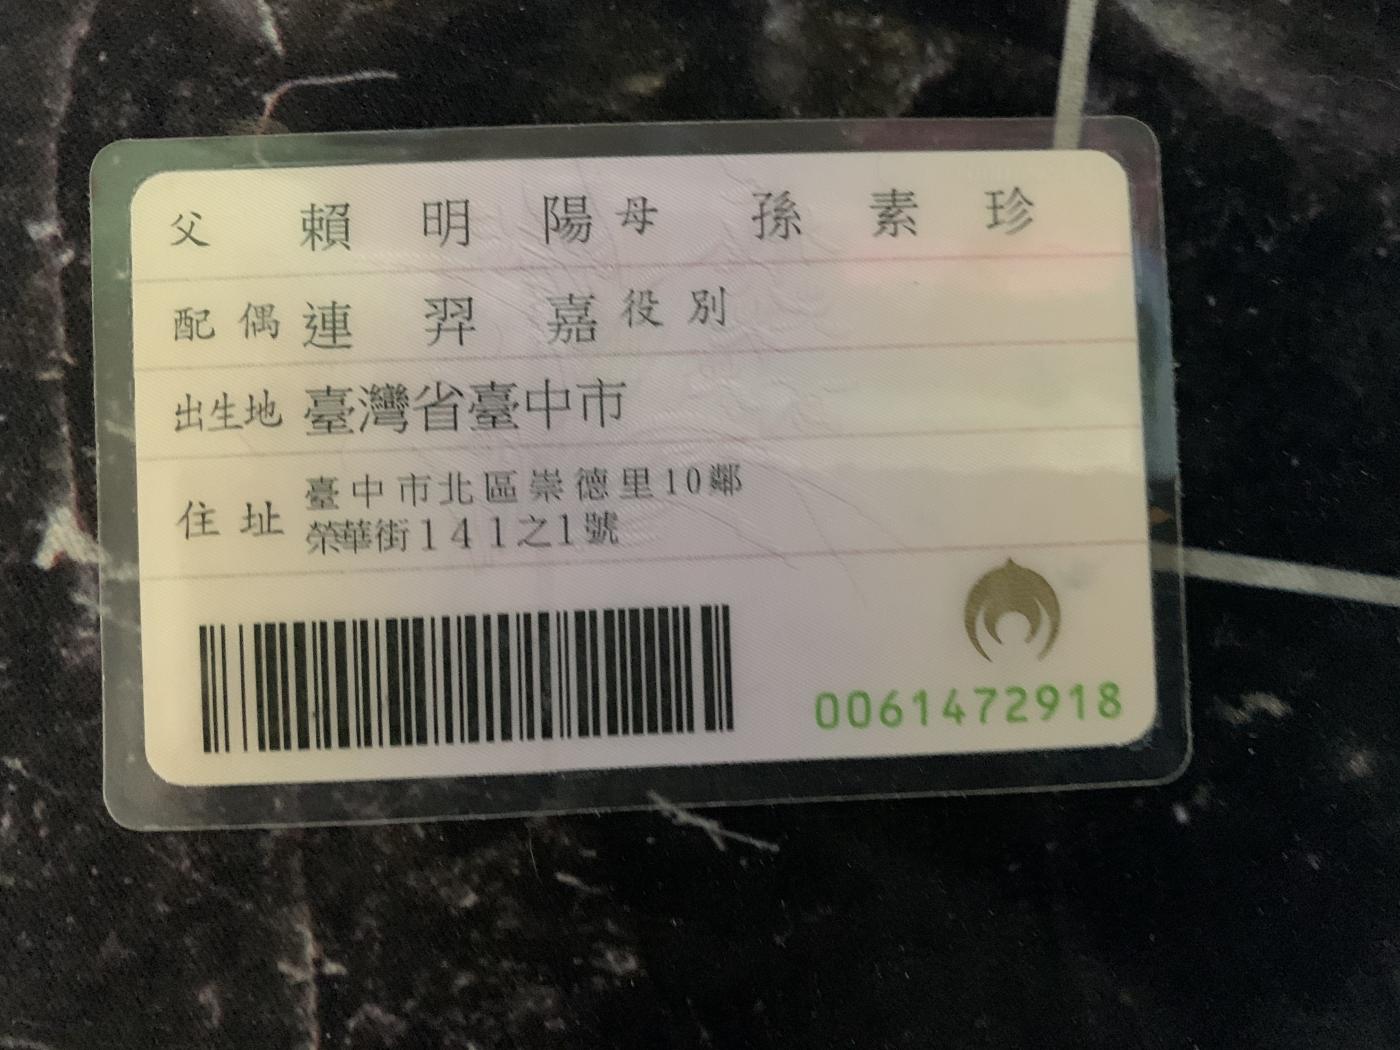 父 賴明陽 母 孫素珍
配偶 連羿嘉 役別
出生地 臺灣省臺中市
住址 臺中市北區崇德里10鄰
榮華街141之1號
0061472918